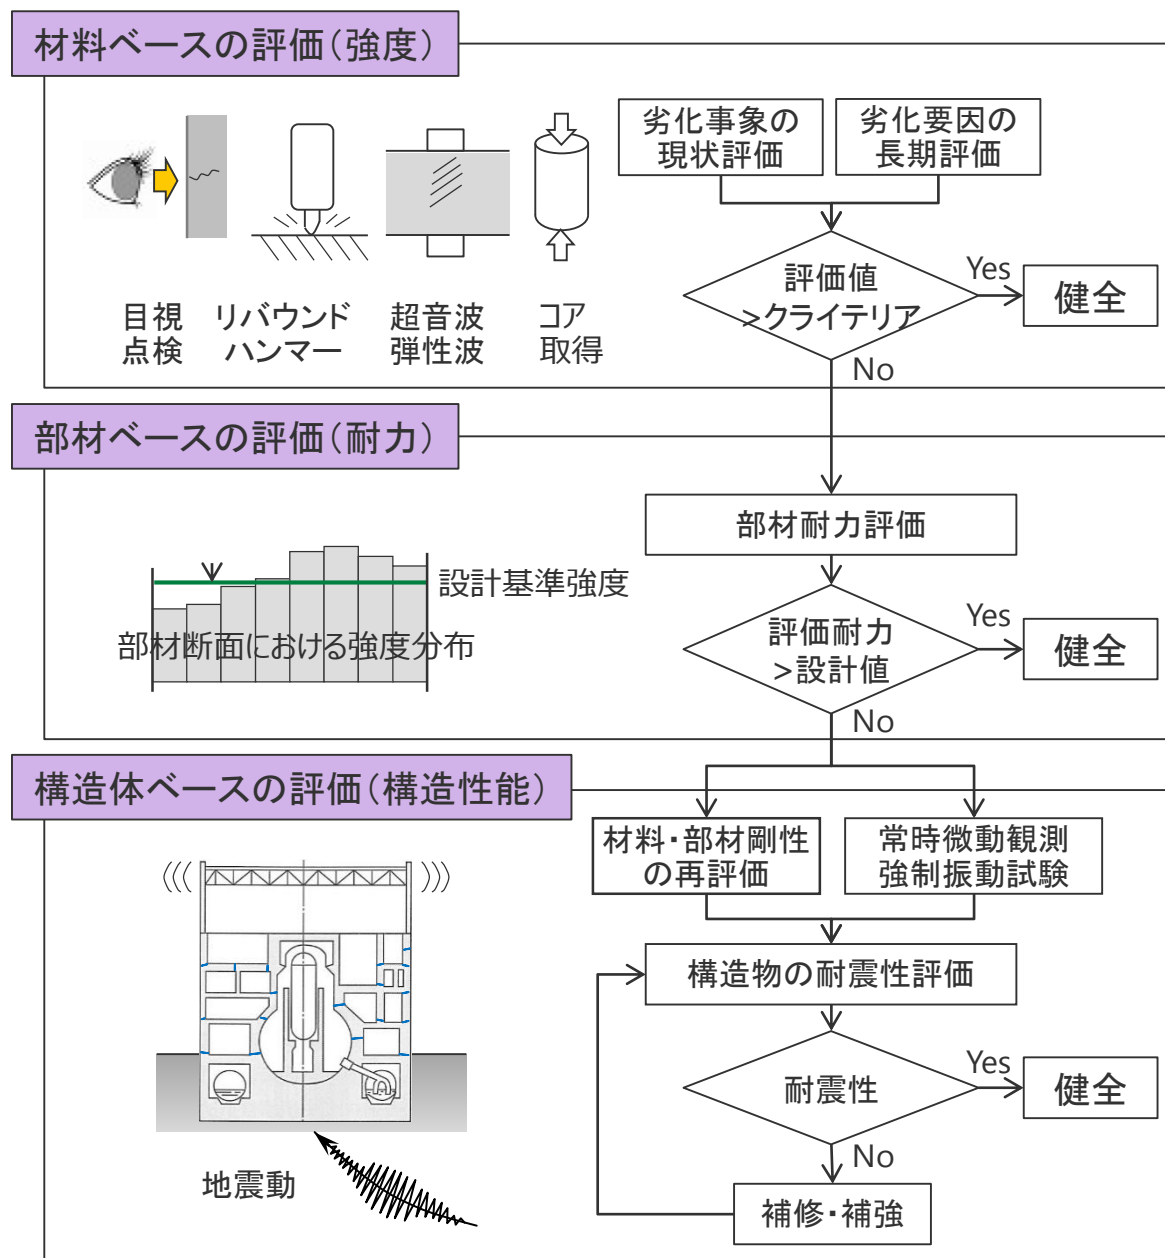 材料ベースの評価(強度)
目視
点検
リバウンド
ハンマー
超音波
弾性波
コア
取得
劣化事象の
現状評価
劣化要因の
長期評価
評価値
>クライテリア
Yes
健全
No
部材ベースの評価(耐力)
設計基準強度
部材断面における強度分布
部材耐力評価
評価耐力
>設計値
Yes
健全
No
構造体ベースの評価(構造性能)
地震動
材料・部材剛性
の再評価
常時微動観測
強制振動試験
構造物の耐震性評価
耐震性
Yes
健全
No
補修・補強